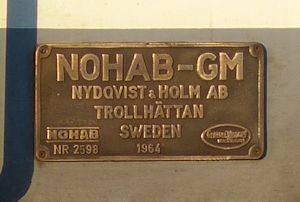 NOHAB-GM
NYDQVIST & HOLM AB
TROLLHÄTTAN
SWEDEN
NOHAB
NR 2598 1964